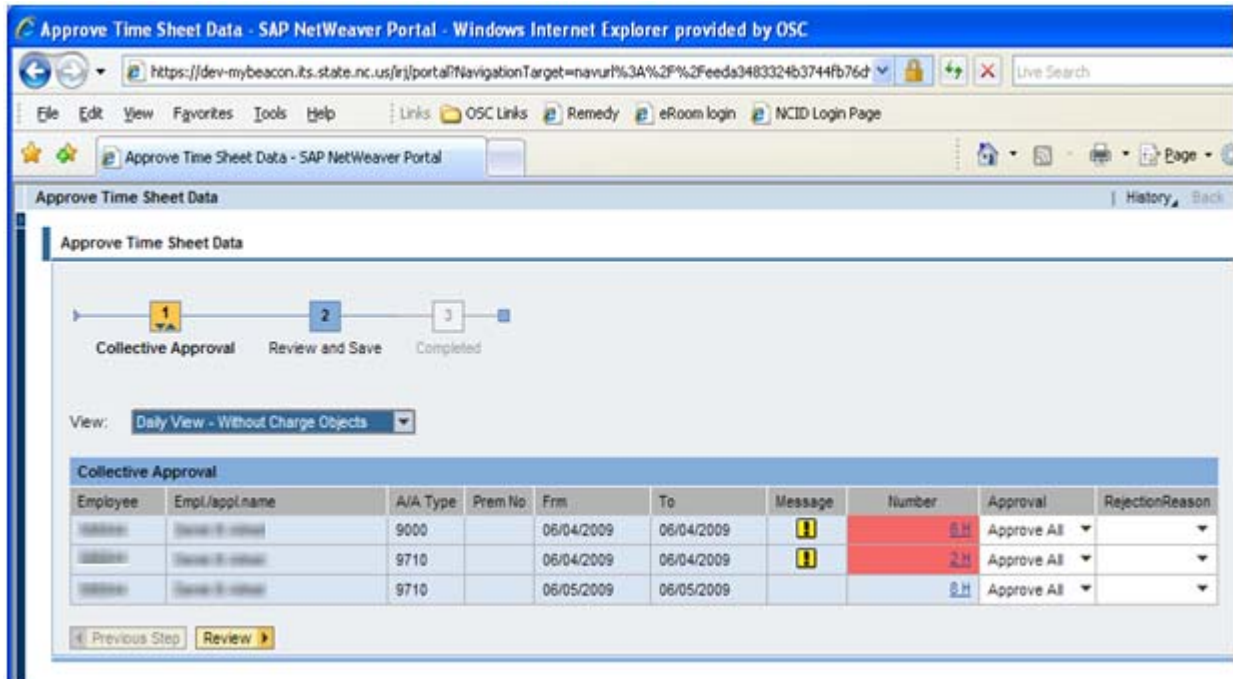 Approve Time Sheet Data - SAP NetWeaver Portal - Windows Internet Explorer provided by OSC
https://dev-mybeacon.its.state.nc.us/irj/portal?NavigationTarget=navurl%3A%2F%2Feeda3483324b3744fb76d Live Search
File Edit View Favorites Tools Help Links OSC Links Remedy eRoom login NCID Login Page
Approve Time Sheet Data - SAP NetWeaver Portal Page
Approve Time Sheet Data | History Back
Approve Time Sheet Data
1 2 3
Collective Approval Review and Save Completed
View: Daily View - Without Charge Objects
Collective Approval
Employee Empl./appl.name A/A Type Prem No Frm To Message Number Approval RejectionReason
9000 06/04/2009 06/04/2009 6 H Approve All
9710 06/04/2009 06/04/2009 2 H Approve All
9710 06/05/2009 06/05/2009 8 H Approve All
Previous Step Review